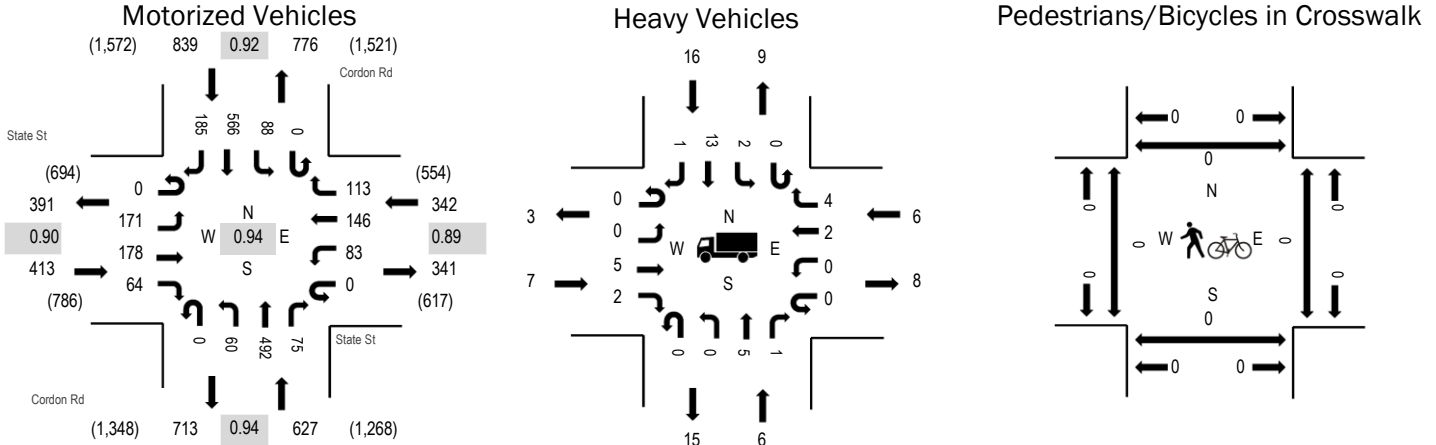 Motorized Vehicles
Heavy Vehicles
Pedestrians/Bicycles in Crosswalk
(1,572) 839 0.92 776 (1,521)
Cordon Rd
16 9
State St
185 566 88 0
1 13 2 0
0 0
0
(694) 0 113 (554)
391 171 146 342
0.90 178 W N 0.94 E S 83 0.89
413 64 0 341
(786) (617)
0 60 492 75
State St
Cordon Rd
(1,348) 713 0.94 627 (1,268)
0 4
3 0 2 6
W N E S
7 5 0 8
2 0
0 0 5 1
15 6
0 N 0
0 W E 0
0 S 0
0
0 0